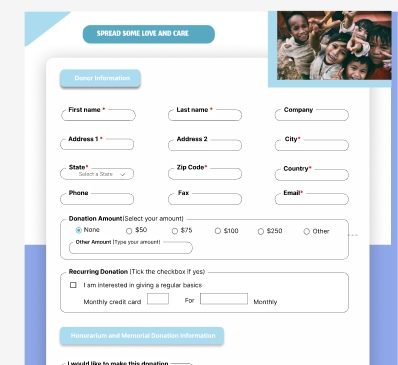 SPREAD SOME LOVE AND CARE
Donor Information
First name * Last name * Company
Address 1 * Address 2 City*
State* Zip Code* Country*
Select a State
Phone Fax Email*
Donation Amount(Select your amount)
None $50 $75 $100 $250 Other
Other Amount (Type your amount)
Recurring Donation (Tick the checkbox if yes)
I am interested in giving a regular basics
Monthly credit card For Monthly
Honorarium and Memorial Donation Information
I would like to make this donation